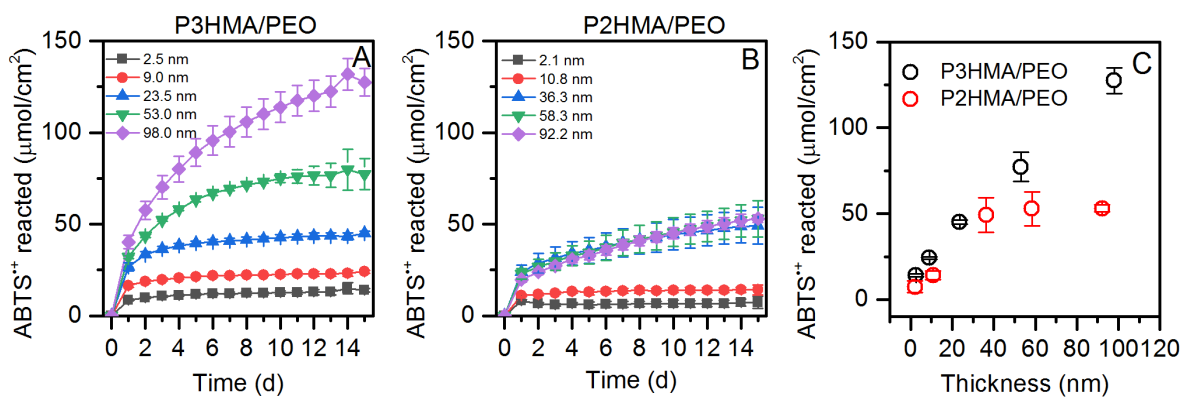 P3HMA/PEO
A
150
100
50
0
ABTS•+ reacted (μmol/cm²)
2.5 nm
9.0 nm
23.5 nm
53.0 nm
98.0 nm
0 2 4 6 8 10 12 14
Time (d)
P2HMA/PEO
B
150
100
50
0
ABTS•+ reacted (μmol/cm²)
2.1 nm
10.8 nm
36.3 nm
58.3 nm
92.2 nm
0 2 4 6 8 10 12 14
Time (d)
C
150
100
50
0
ABTS•+ reacted (μmol/cm²)
P3HMA/PEO
P2HMA/PEO
0 20 40 60 80 100 120
Thickness (nm)